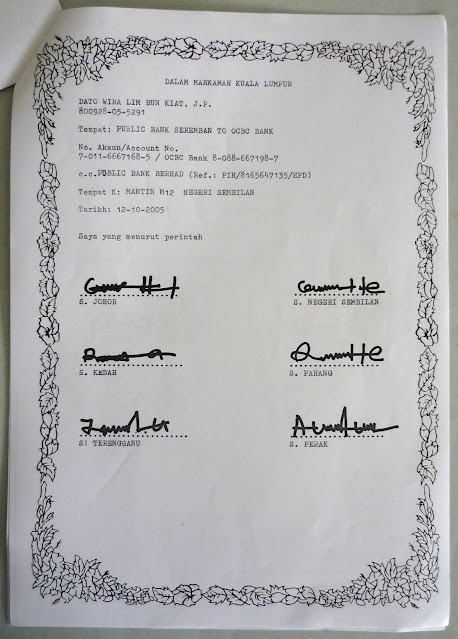 DALAM MAHKAMAH KUALA LUMPUR
DATO WIRA LIM BUN KIAT, J.P.
800928-05-5291
Tempat: PUBLIC BANK SEREMBAN TO OCBC BANK
No. Akaun/Account No.
7-011-6667168-5 / OCBC Bank 8-088-667198-7
c.c.PUBLIC BANK BERHAD (Ref.: PIH/8165647135/HPD)
Tempat K: MANTIN M12 NEGERI SEMBILAN
Tarikh: 12-10-2005
Saya yang menurut perintah
S. JOHOR
S. NEGERI SEMBILAN
S. KEDAH
S. PAHANG
S. TERENGGANU
S. PERAK